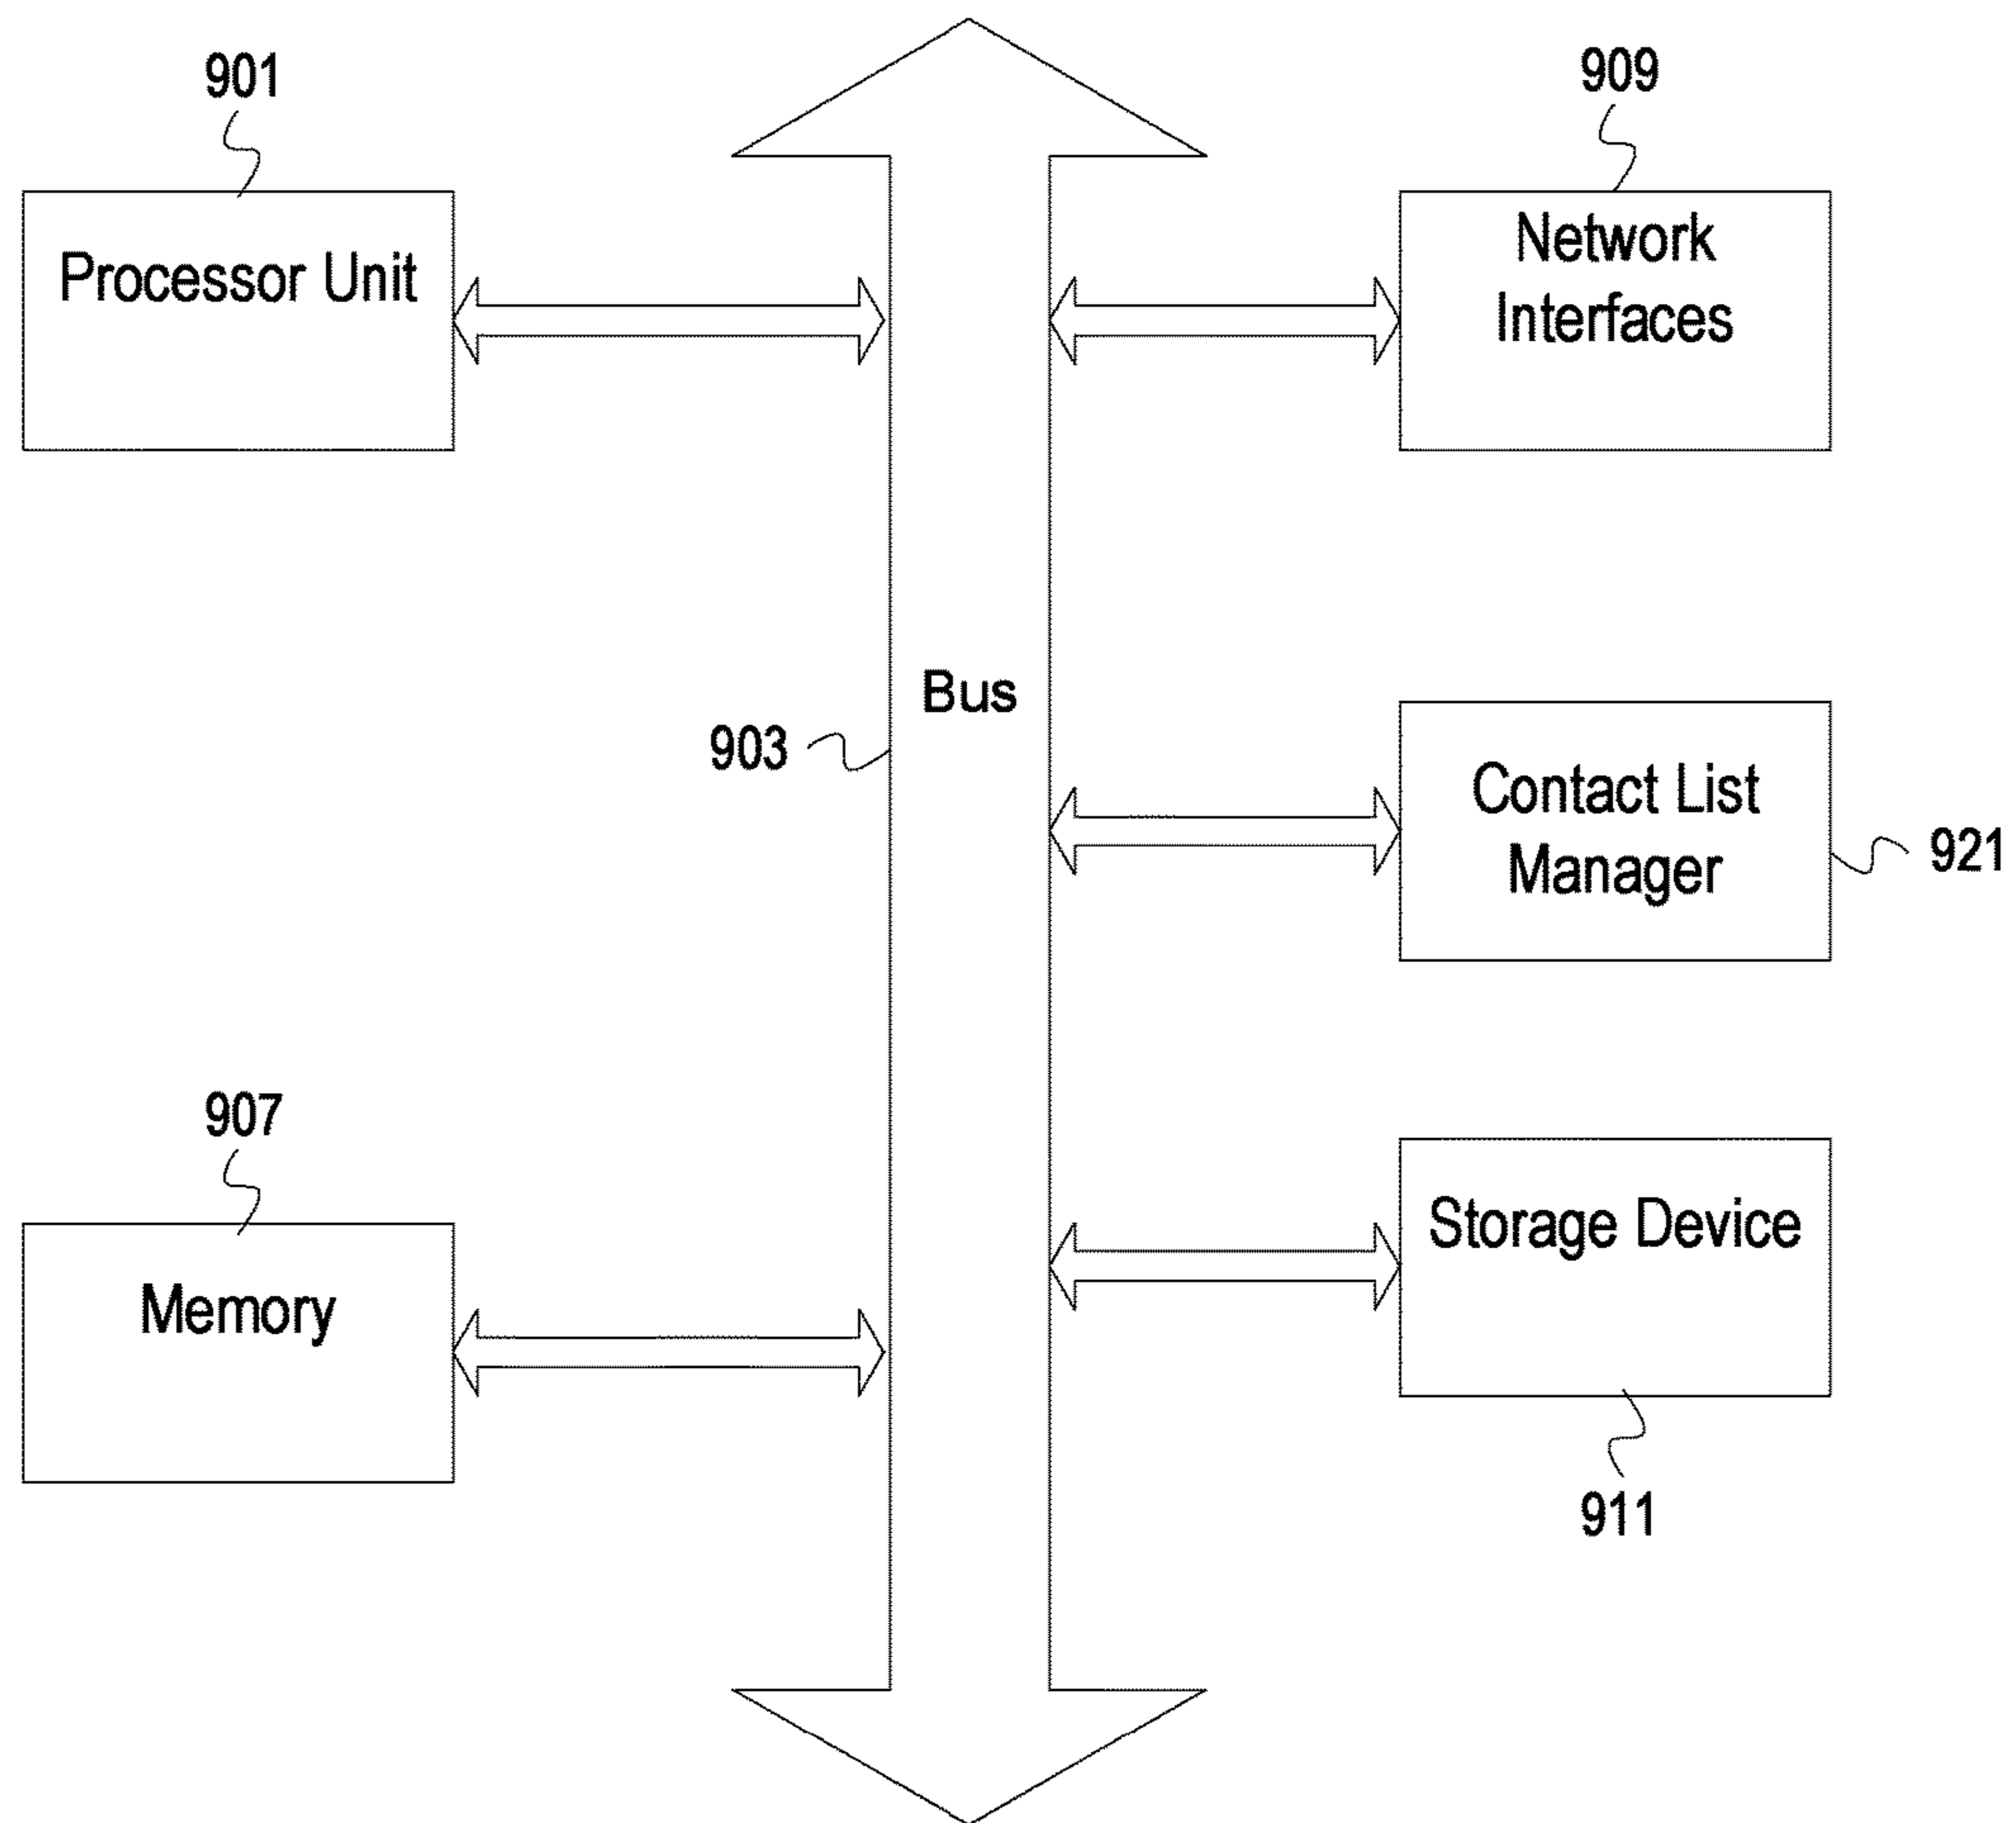 901
Processor Unit
909
Network
Interfaces
Bus
903
Contact List
Manager
921
907
Memory
Storage Device
911